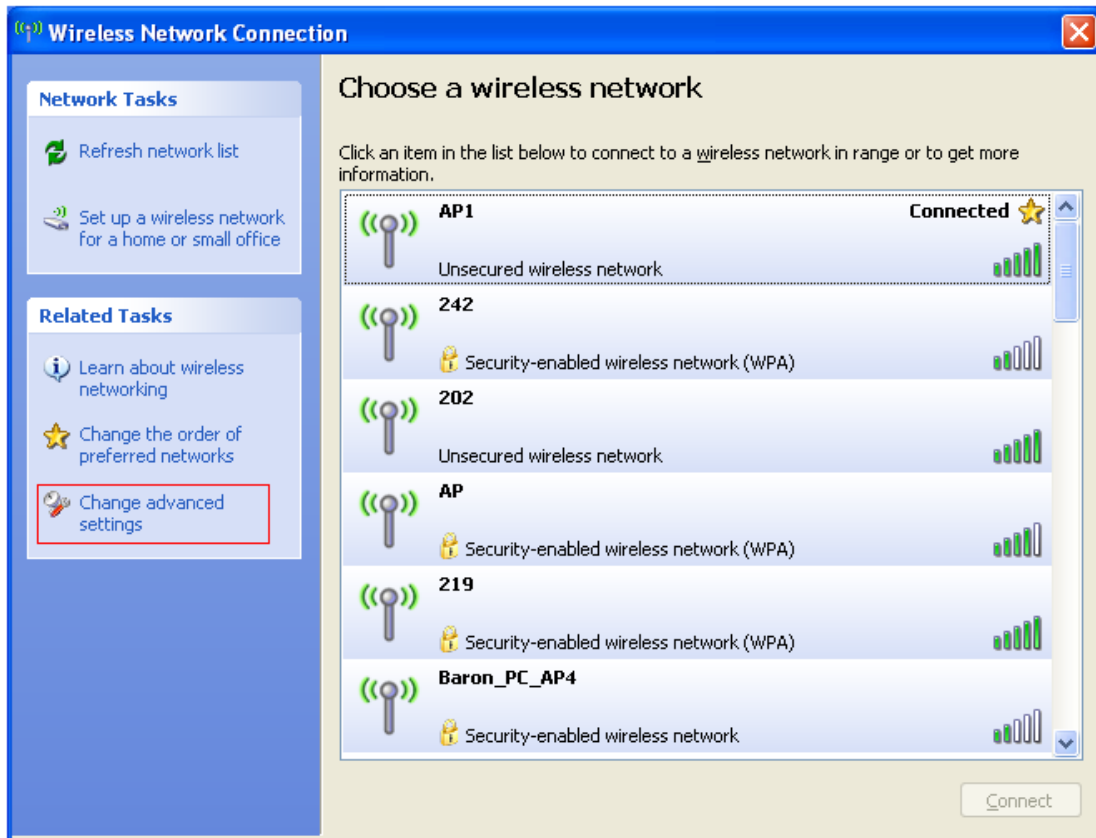 Wireless Network Connection
Network Tasks
Refresh network list
Set up a wireless network
for a home or small office
Related Tasks
Learn about wireless
networking
Change the order of
preferred networks
Change advanced
settings
Choose a wireless network
Click an item in the list below to connect to a wireless network in range or to get more
information.
AP1
Connected
Unsecured wireless network
242
Security-enabled wireless network (WPA)
202
Unsecured wireless network
AP
Security-enabled wireless network (WPA)
219
Security-enabled wireless network (WPA)
Baron_PC_AP4
Security-enabled wireless network
Connect